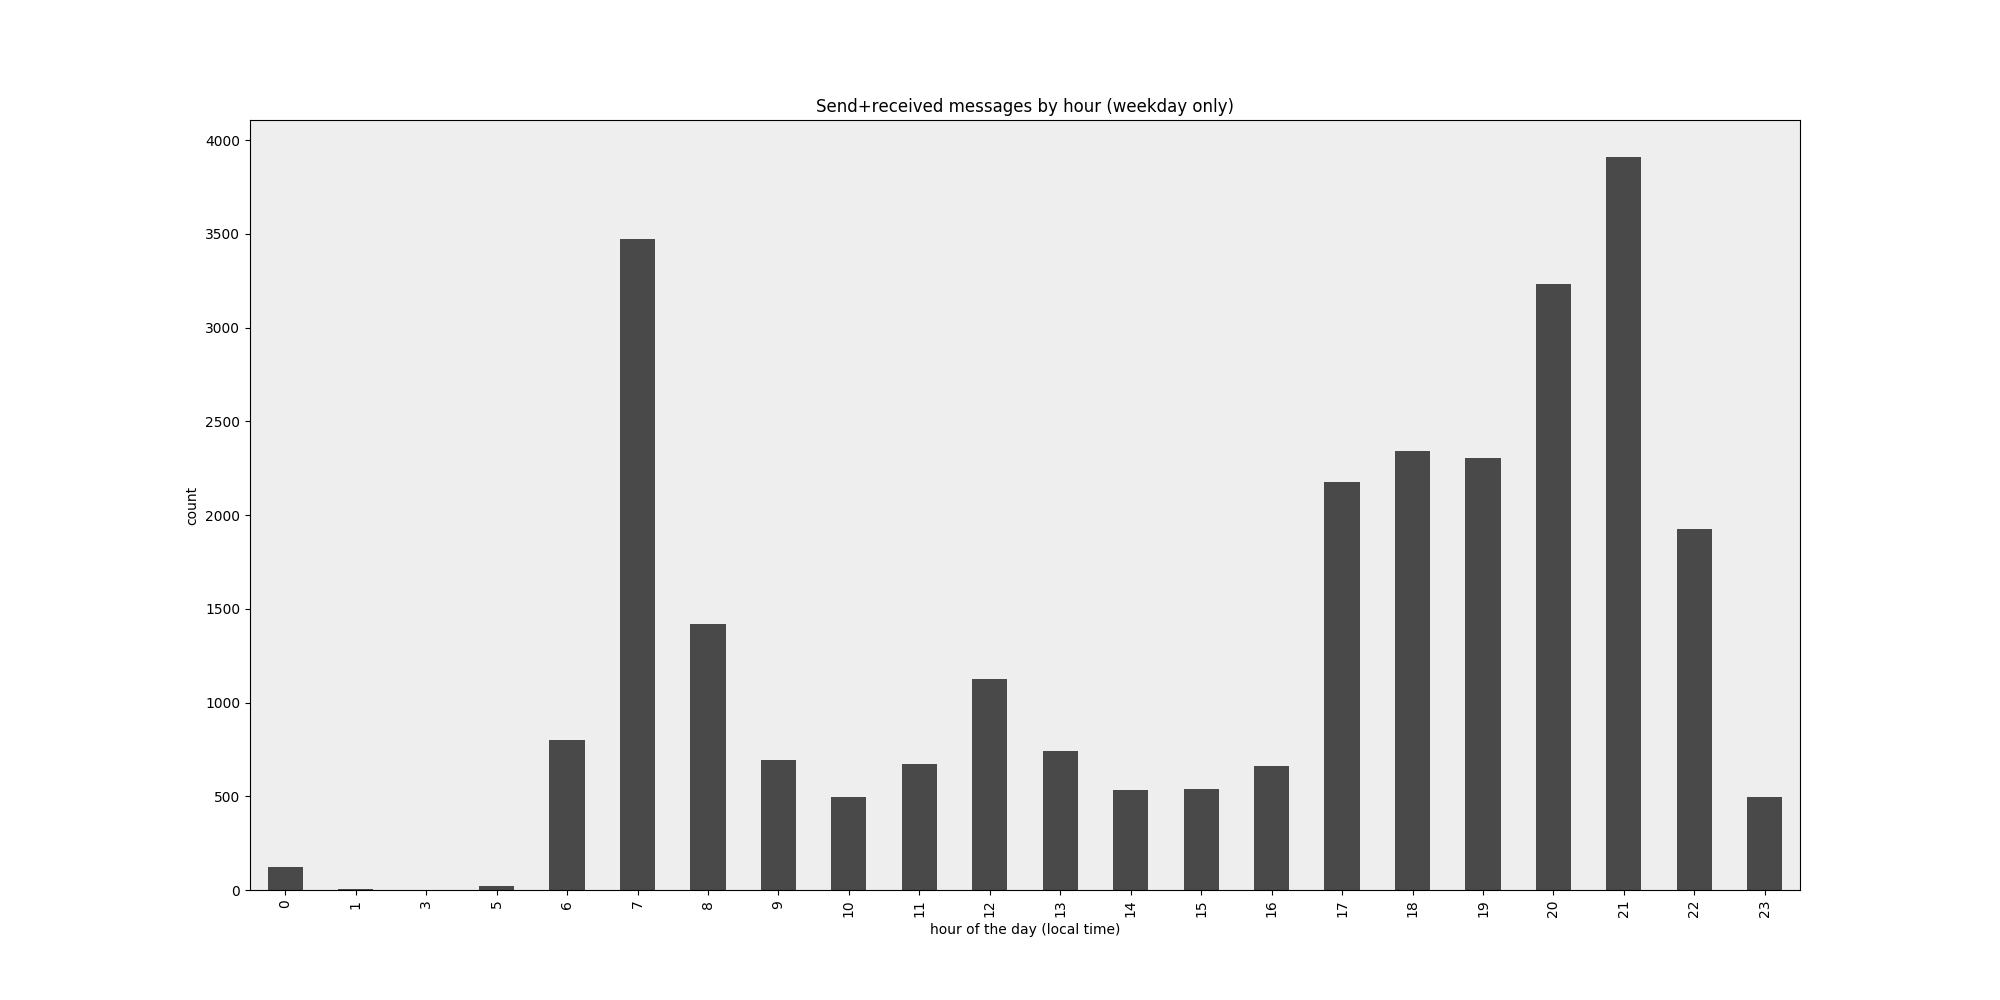 Send+received messages by hour (weekday only)
4000
3500
3000
2500
2000
1500
1000
500
0
count
0 1 3 5 6 7 8 9 10 11 12 13 14 15 16 17 18 19 20 21 22 23
hour of the day (local time)